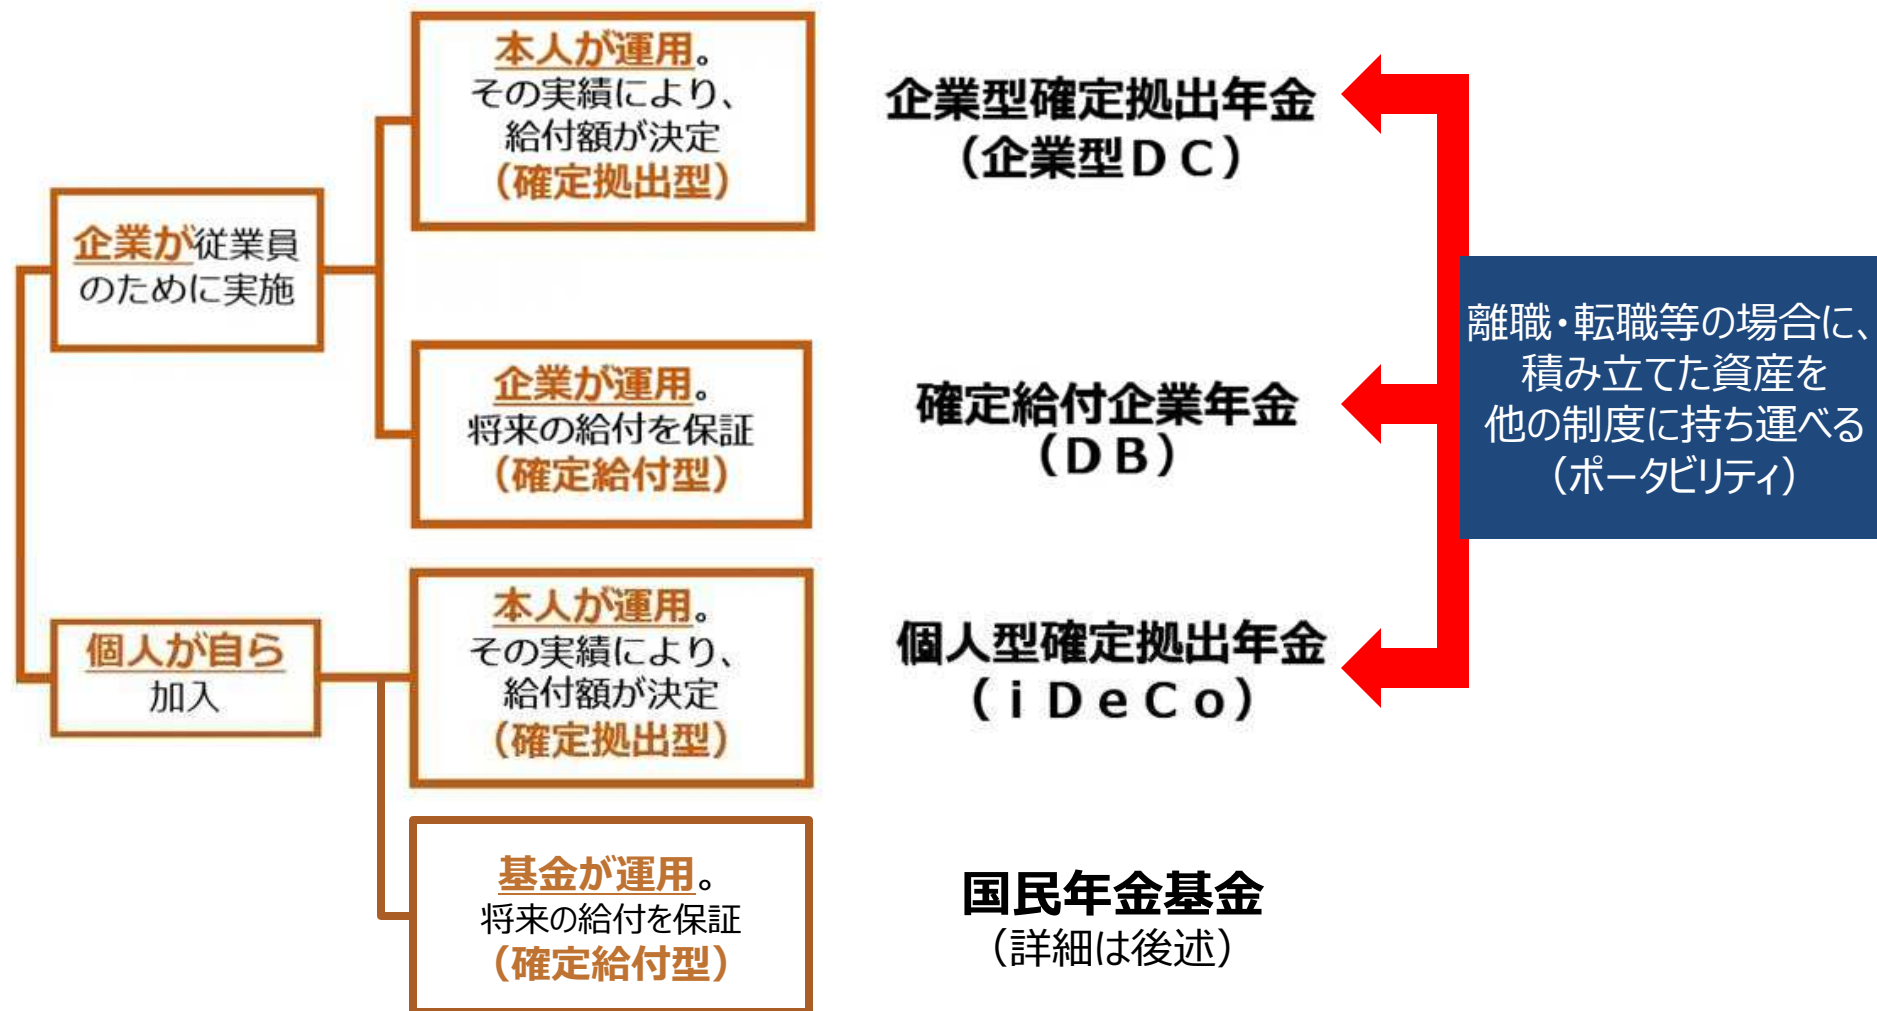 本人が運用。
その実績により、
給付額が決定
（確定拠出型）
企業型確定拠出年金
（企業型ＤＣ）
企業が従業員
のために実施
企業が運用。
将来の給付を保証
（確定給付型）
確定給付企業年金
（ＤＢ）
離職・転職等の場合に、
積み立てた資産を
他の制度に持ち運べる
（ポータビリティ）
個人が自ら
加入
本人が運用。
その実績により、
給付額が決定
（確定拠出型）
個人型確定拠出年金
（ｉＤｅＣｏ）
基金が運用。
将来の給付を保証
（確定給付型）
国民年金基金
（詳細は後述）